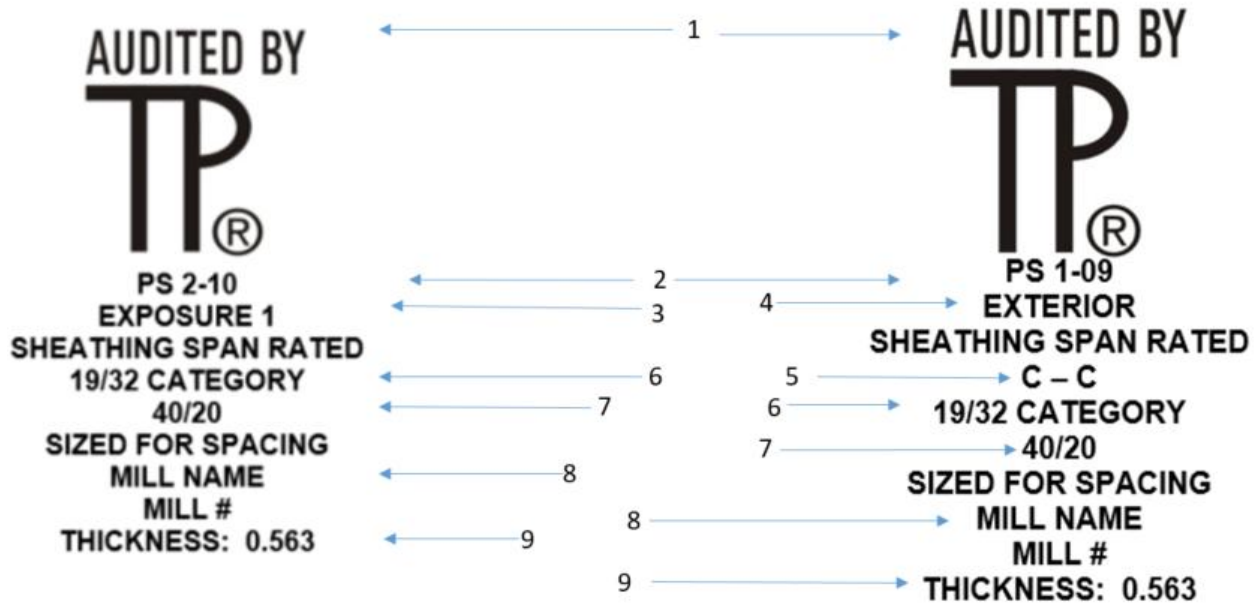 AUDITED BY
TP®
PS 2-10
EXPOSURE 1
SHEATHING SPAN RATED
19/32 CATEGORY
40/20
SIZED FOR SPACING
MILL NAME
MILL #
THICKNESS: 0.563
1
2
3
4
6
5
7
6
7
8
8
9
9
AUDITED BY
TP®
PS 1-09
EXTERIOR
SHEATHING SPAN RATED
C – C
19/32 CATEGORY
40/20
SIZED FOR SPACING
MILL NAME
MILL #
THICKNESS: 0.563